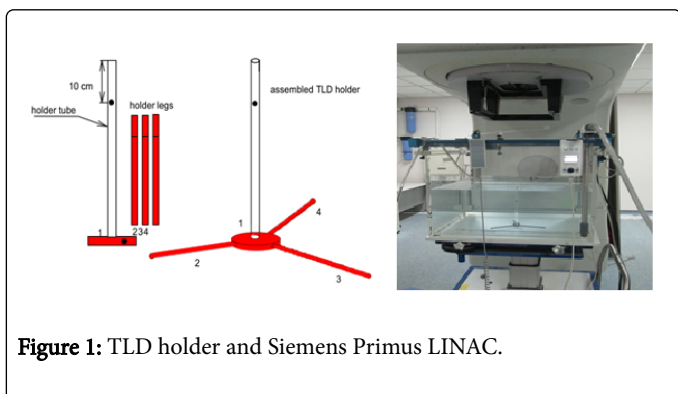 10 cm
holder tube
holder legs
1
234
assembled TLD holder
1
2
3
4
Figure 1: TLD holder and Siemens Primus LINAC.